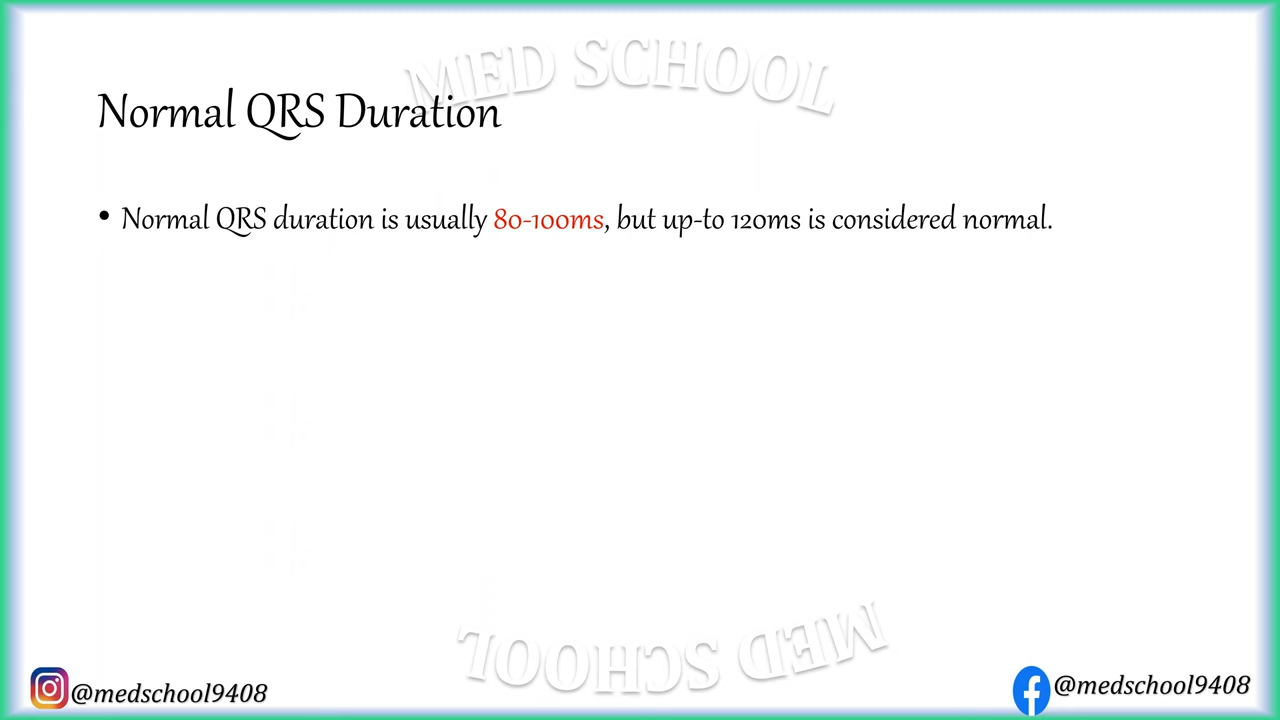 MED SCHOOL
Normal QRS Duration
• Normal QRS duration is usually 80-100ms, but up-to 120ms is considered normal.
MED SCHOOL
@medschool9408
@medschool9408